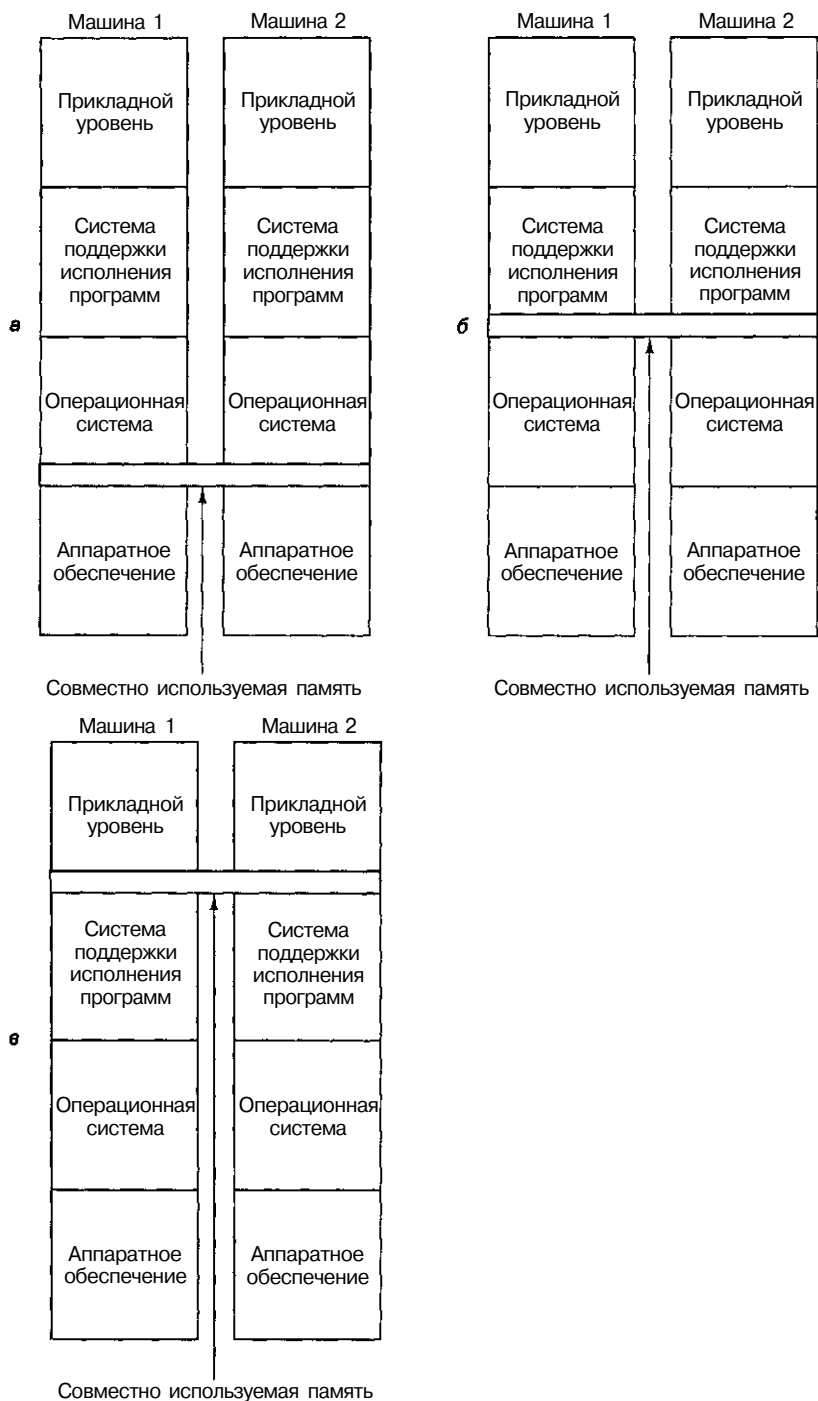 Машина 1
Машина 2
Прикладной
уровень
Прикладной
уровень
Система
поддержки
исполнения
программ
Система
поддержки
исполнения
программ
а
Операционная
система
Операционная
система
Аппаратное
обеспечение
Аппаратное
обеспечение
Совместно используемая память
Машина 1
Машина 2
Прикладной
уровень
Прикладной
уровень
Система
поддержки
исполнения
программ
Система
поддержки
исполнения
программ
б
Операционная
система
Операционная
система
Аппаратное
обеспечение
Аппаратное
обеспечение
Совместно используемая память
Машина 1
Машина 2
Прикладной
уровень
Прикладной
уровень
Система
поддержки
исполнения
программ
Система
поддержки
исполнения
программ
в
Операционная
система
Операционная
система
Аппаратное
обеспечение
Аппаратное
обеспечение
Совместно используемая память